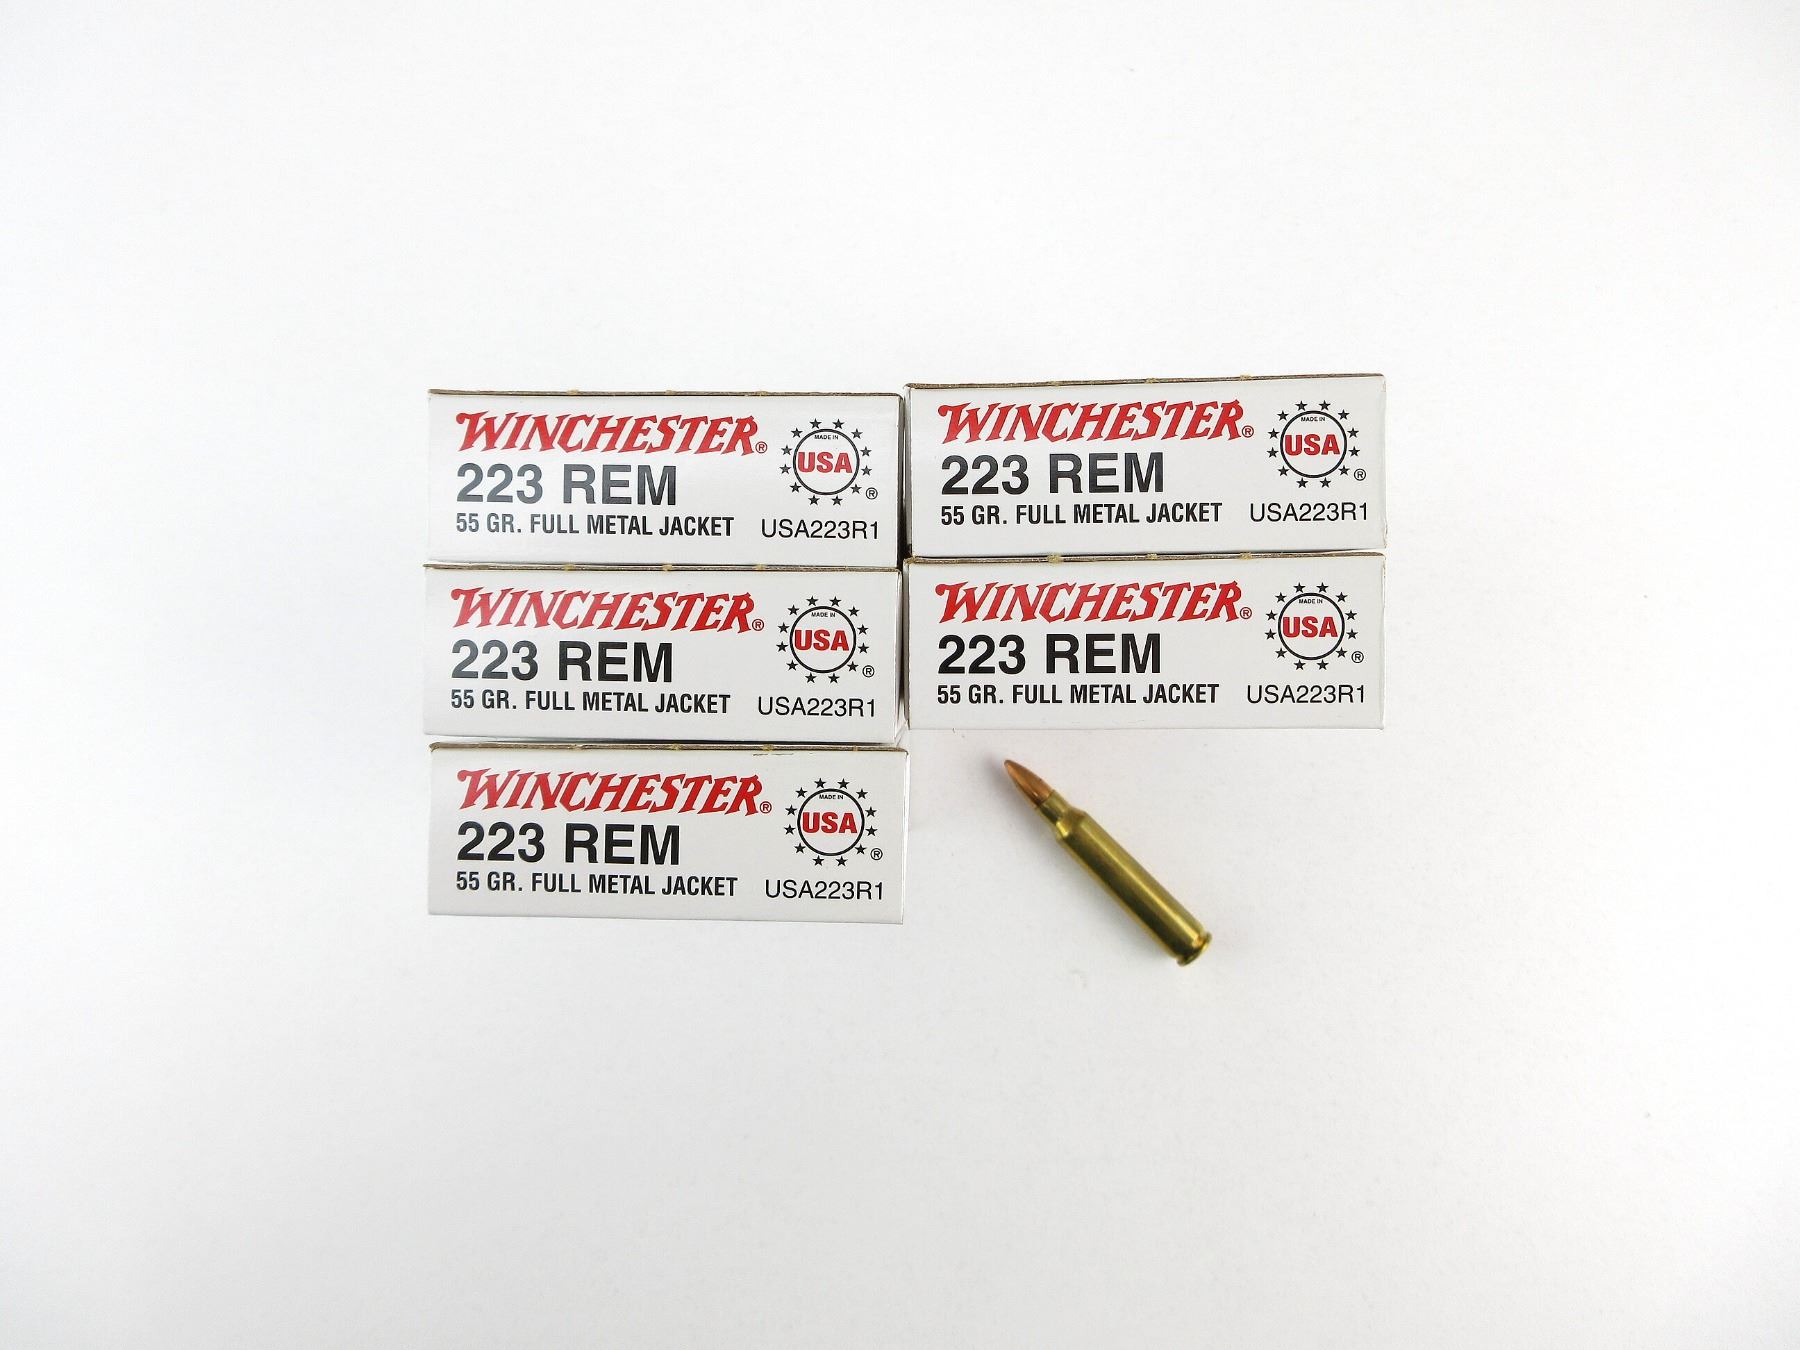 WINCHESTER®
MADE IN
USA
®
223 REM
55 GR. FULL METAL JACKET
USA223R1
WINCHESTER®
MADE IN
USA
®
223 REM
55 GR. FULL METAL JACKET
USA223R1
WINCHESTER®
MADE IN
USA
®
223 REM
55 GR. FULL METAL JACKET
USA223R1
WINCHESTER®
MADE IN
USA
®
223 REM
55 GR. FULL METAL JACKET
USA223R1
WINCHESTER®
MADE IN
USA
®
223 REM
55 GR. FULL METAL JACKET
USA223R1